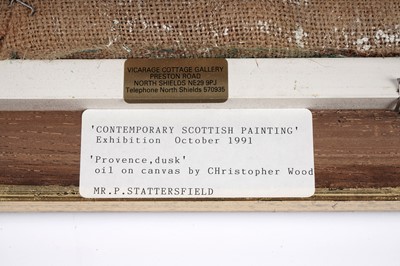 VICARAGE COTTAGE GALLERY
PRESTON ROAD
NORTH SHIELDS NE29 9PJ
Telephone North Shields 570935
'CONTEMPORARY SCOTTISH PAINTING'
Exhibition October 1991
'Provence,dusk'
oil on canvas by CHristopher Wood
MR.P.STATTERSFIELD